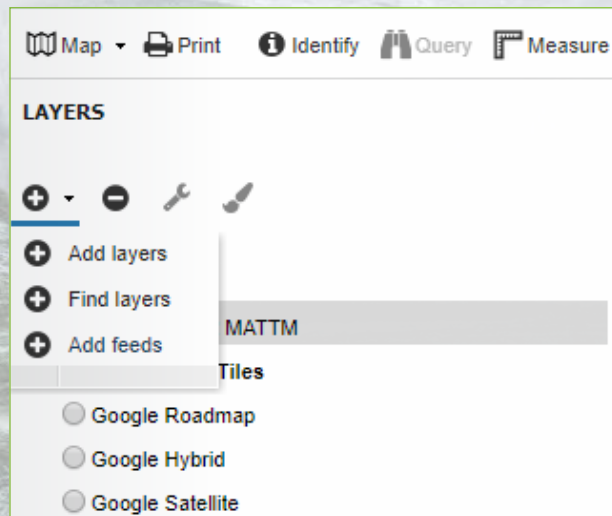 Map Print Identify Query Measure
LAYERS
Add layers
Find layers
Add feeds
MATTM
Tiles
Google Roadmap
Google Hybrid
Google Satellite